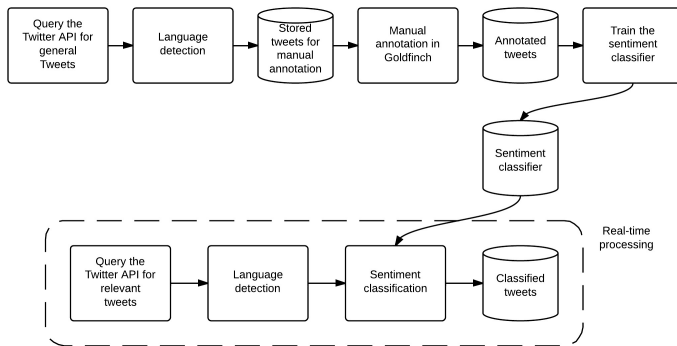 Query the
Twitter API for
general
Tweets
Language
detection
Stored
tweets for
manual
annotation
Manual
annotation in
Goldfinch
Annotated
tweets
Train the
sentiment
classifier
Sentiment
classifier
Real-time
processing
Query the
Twitter API for
relevant
tweets
Language
detection
Sentiment
classification
Classified
tweets